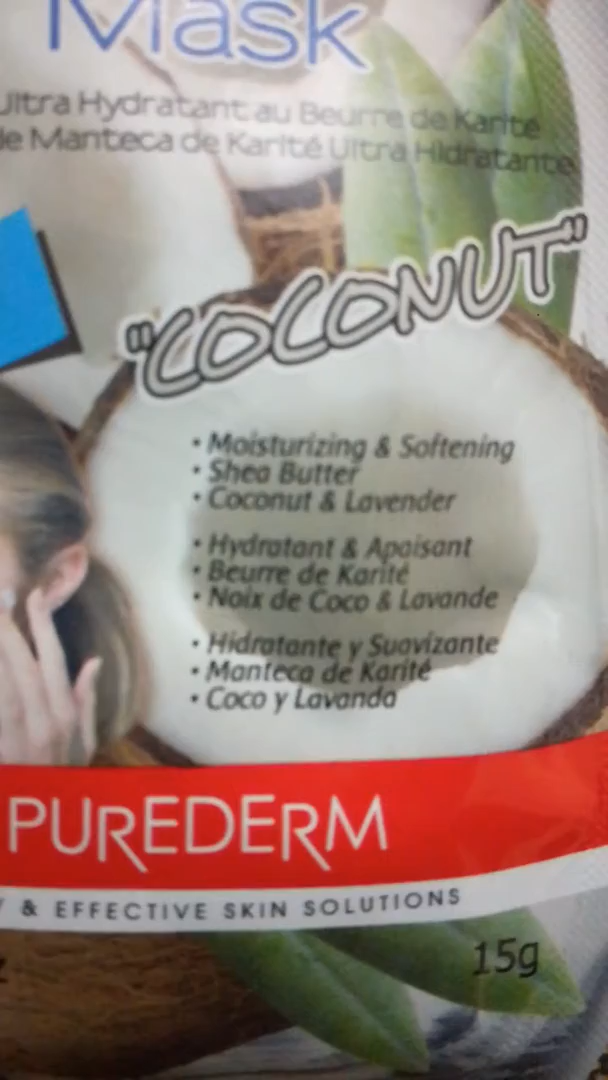 Mask
Ultra Hydratant au Beurre de Karité
de Manteca de Karité Ultra Hidratante
"COCONUT"
• Moisturizing & Softening
• Shea Butter
• Coconut & Lavender
• Hydratant & Apaisant
• Beurre de Karité
• Noix de Coco & Lavande
• Hidratante y Suavizante
• Manteca de Karité
• Coco y Lavanda
PUREDERM
& EFFECTIVE SKIN SOLUTIONS
15g